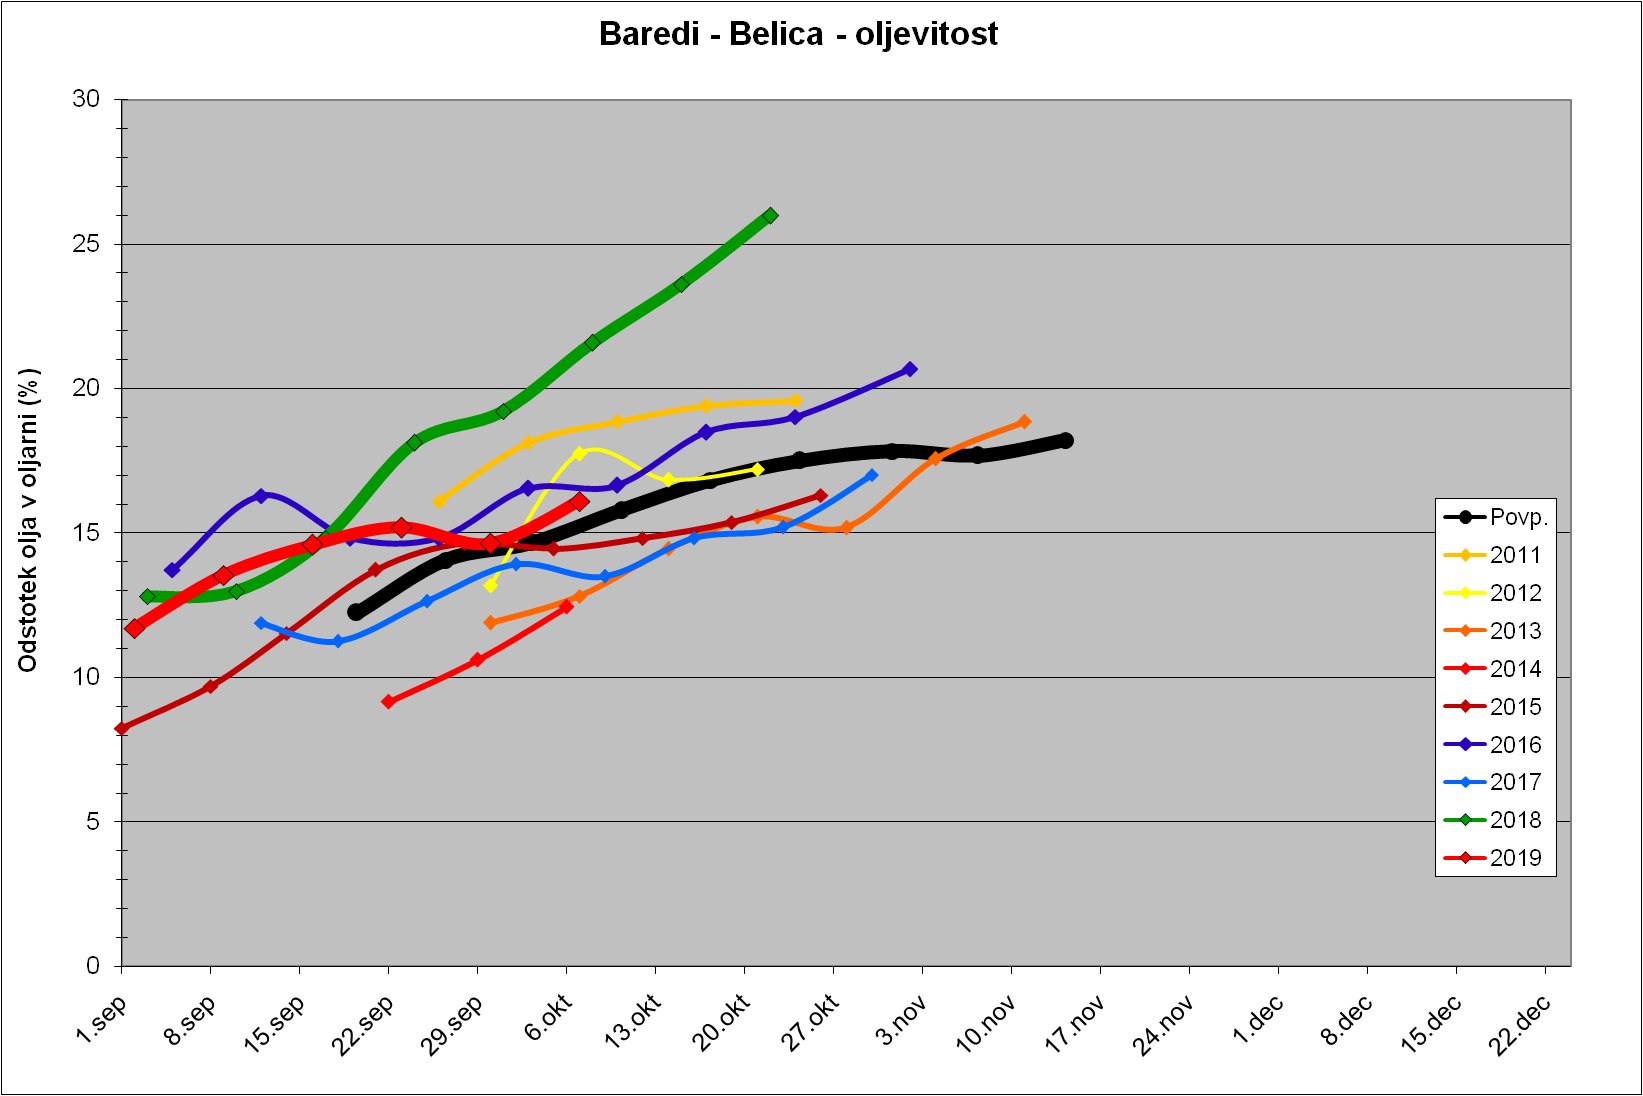 Baredi - Belica - oljevitost
Odstotek olja v oljarni (%)
30
25
20
15
10
5
0
1.sep
8.sep
15.sep
22.sep
29.sep
6.okt
13.okt
20.okt
27.okt
3.nov
10.nov
17.nov
24.nov
1.dec
8.dec
15.dec
22.dec
Povp.
2011
2012
2013
2014
2015
2016
2017
2018
2019